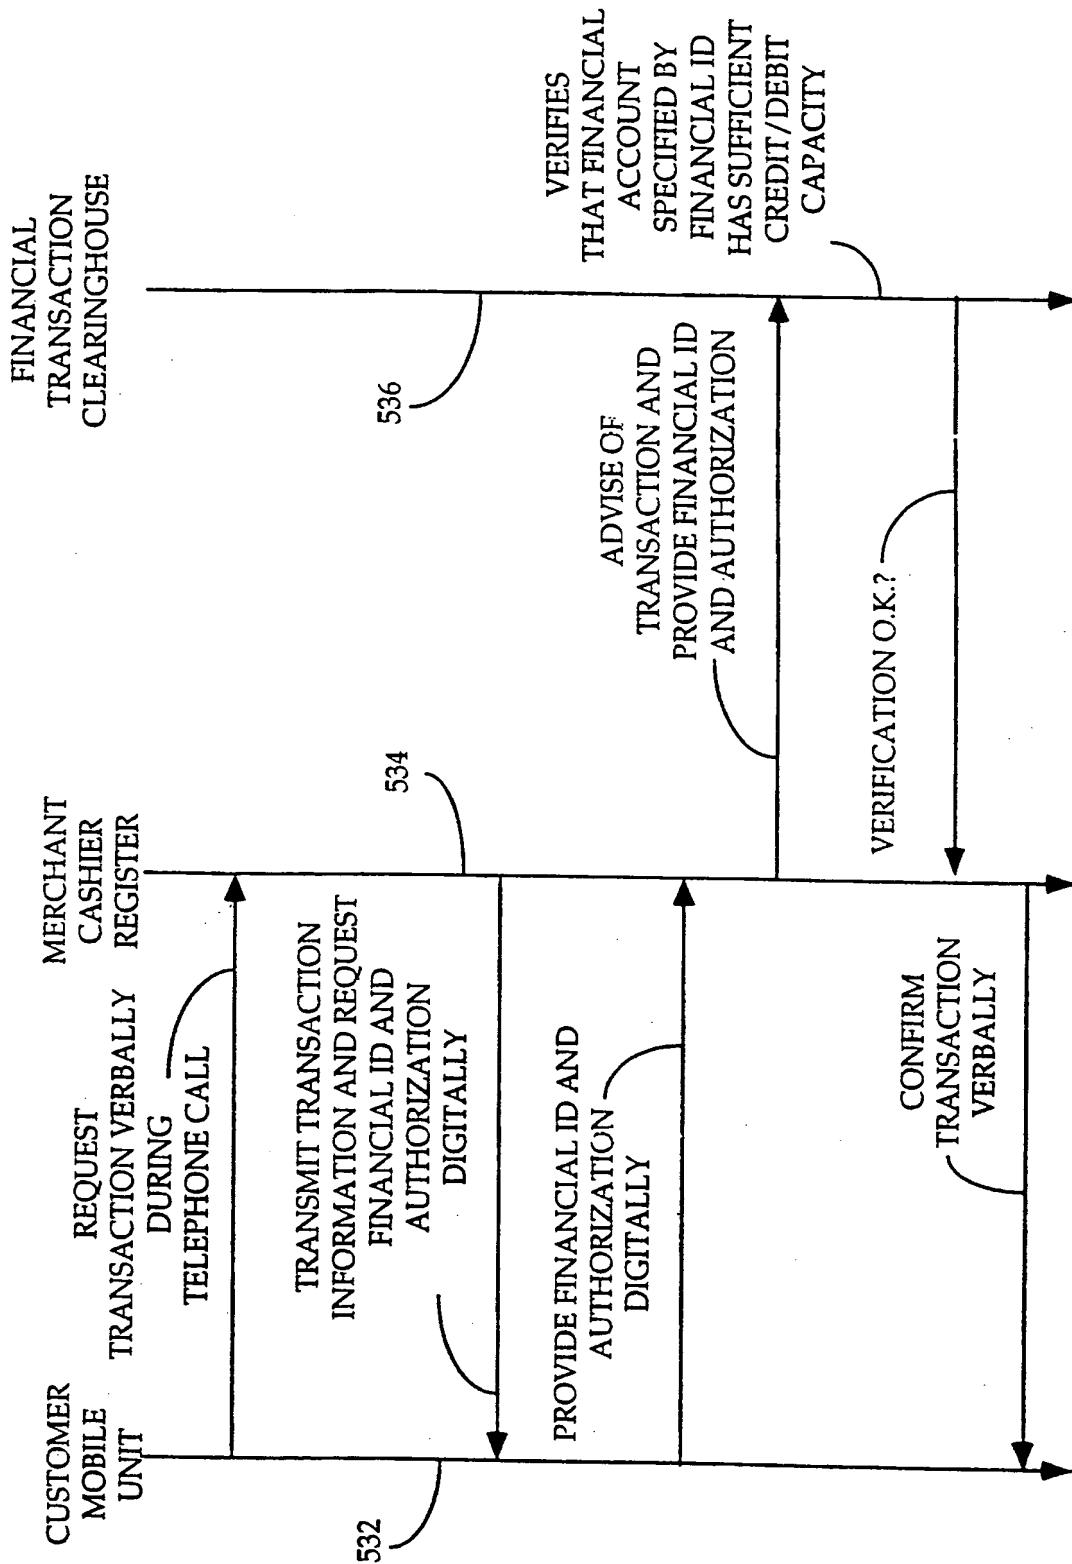 CUSTOMER
MOBILE
UNIT
MERCHANT
CASHIER
REGISTER
FINANCIAL
TRANSACTION
CLEARINGHOUSE
REQUEST
TRANSACTION VERBALLY
DURING
TELEPHONE CALL
532
534
536
TRANSMIT TRANSACTION
INFORMATION AND REQUEST
FINANCIAL ID AND
AUTHORIZATION
DIGITALLY
PROVIDE FINANCIAL ID AND
AUTHORIZATION
DIGITALLY
ADVISE OF
TRANSACTION AND
PROVIDE FINANCIAL ID
AND AUTHORIZATION
VERIFIES
THAT FINANCIAL
ACCOUNT
SPECIFIED BY
FINANCIAL ID
HAS SUFFICIENT
CREDIT/DEBIT
CAPACITY
VERIFICATION O.K.?
CONFIRM
TRANSACTION
VERBALLY